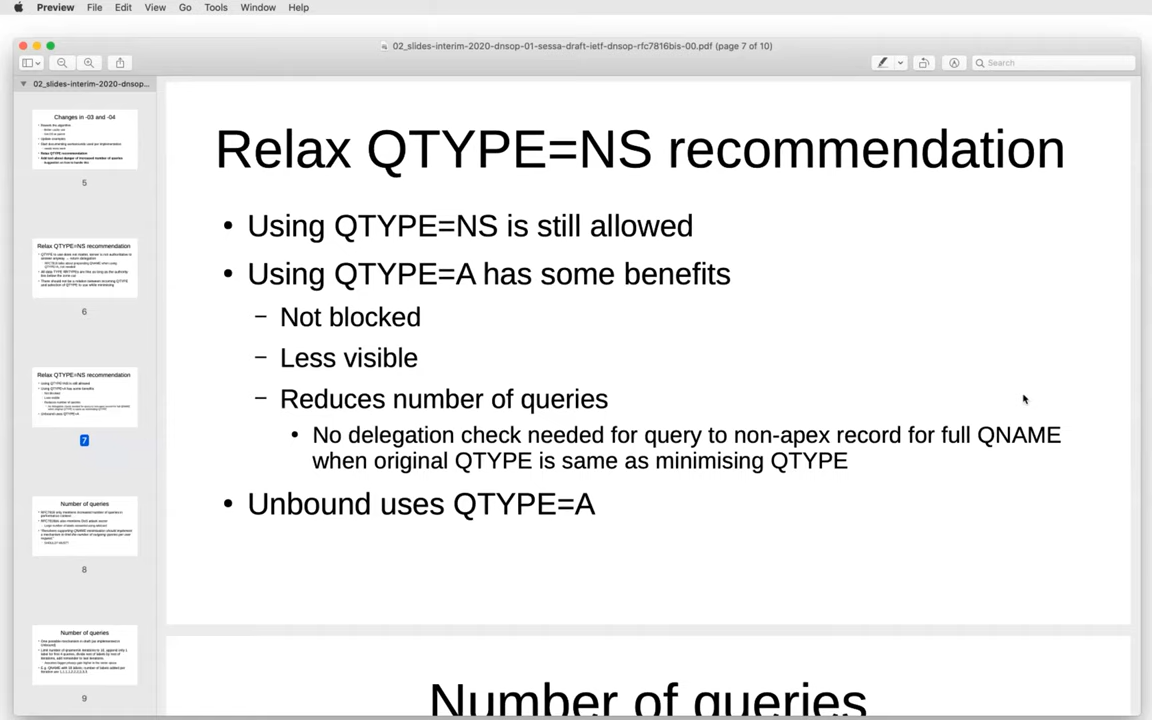 Preview File Edit View Go Tools Window Help
02_slides-interim-2020-dnsop-01-sessa-draft-ietf-dnsop-rfc7816bis-00.pdf (page 7 of 10)
Search
02_slides-interim-2020-dnsop...
Changes in -03 and -04
5
Relax QTYPE=NS recommendation
6
Relax QTYPE=NS recommendation
7
Number of queries
8
Number of queries
9
Relax QTYPE=NS recommendation
• Using QTYPE=NS is still allowed
• Using QTYPE=A has some benefits
– Not blocked
– Less visible
– Reduces number of queries
• No delegation check needed for query to non-apex record for full QNAME
when original QTYPE is same as minimising QTYPE
• Unbound uses QTYPE=A
Number of queries